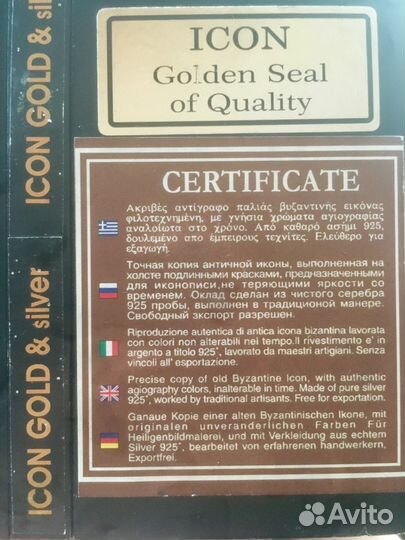 ICON
Golden Seal
of Quality
ICON GOLD & silver
ICON GOLD & silver
CERTIFICATE
Ακριβές αντίγραφο παλιάς βυζαντινής εικόνας
φιλοτεχνημένη, με γνήσια χρώματα αγιογραφίας
αναλοίωτα στο χρόνο. Από καθαρό ασήμι 925,
δουλεμένο απο έμπειρους τεχνίτες. Ελεύθερο για
εξαγωγή.
Точная копия античной иконы, выполненная на
холсте подлинными красками, предназначенными
для иконописи,не теряющими яркости со
временем. Оклад сделан из чистого серебра
925 пробы, выполнен в традиционой манере.
Свободный экспорт разрешен.
Riproduzione autentica di antica icona bizantina lavorata
con colori non alterabili nei tempo.Il rivestimento e' in
argento a titolo 925°, lavorato da maestri artigiani. Senza
vincoli all' esportazione.
Precise copy of old Byzantine Icon, with authentic
agiography colors, inalterable in time. Made of pure silver
925°, worked by traditional artisants. Free for exportation.
Ganaue Kopie einer alten Byzantinischen Ikone, mit
originalen unveranderlichen Farben Für
Heiligenbildmalerei, und mit Verkleidung aus echtem
Silver 925°, bearbeitet von erfahrenen handwerkern,
Exportfrei.
Avito